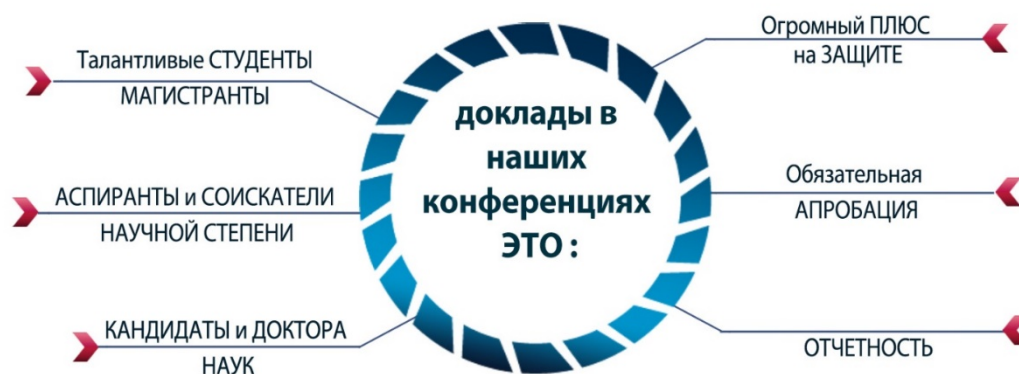 Талантливые СТУДЕНТЫ
МАГИСТРАНТЫ
АСПИРАНТЫ и СОИСКАТЕЛИ
НАУЧНОЙ СТЕПЕНИ
КАНДИДАТЫ и ДОКТОРА
НАУК
доклады в
наших
конференциях
ЭТО :
Огромный ПЛЮС
на ЗАЩИТЕ
Обязательная
АПРОБАЦИЯ
ОТЧЕТНОСТЬ